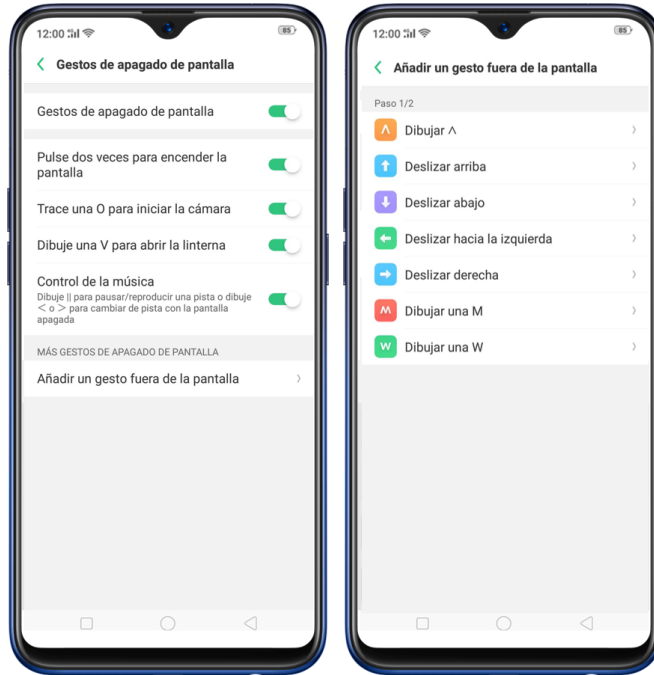 12:00
85
Gestos de apagado de pantalla
Gestos de apagado de pantalla
Pulse dos veces para encender la
pantalla
Trace una O para iniciar la cámara
Dibuje una V para abrir la linterna
Control de la música
Dibuje || para pausar/reproducir una pista o dibuje
< o > para cambiar de pista con la pantalla
apagada
MÁS GESTOS DE APAGADO DE PANTALLA
Añadir un gesto fuera de la pantalla
12:00
85
Añadir un gesto fuera de la pantalla
Paso 1/2
Dibujar ∧
Deslizar arriba
Deslizar abajo
Deslizar hacia la izquierda
Deslizar derecha
M Dibujar una M
W Dibujar una W